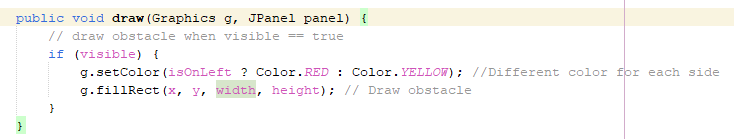 public void draw(Graphics g, JPanel panel) {
    // draw obstacle when visible == true
    if (visible) {
        g.setColor(isOnLeft ? Color.RED : Color.YELLOW); //Different color for each side
        g.fillRect(x, y, width, height); // Draw obstacle
    }
}